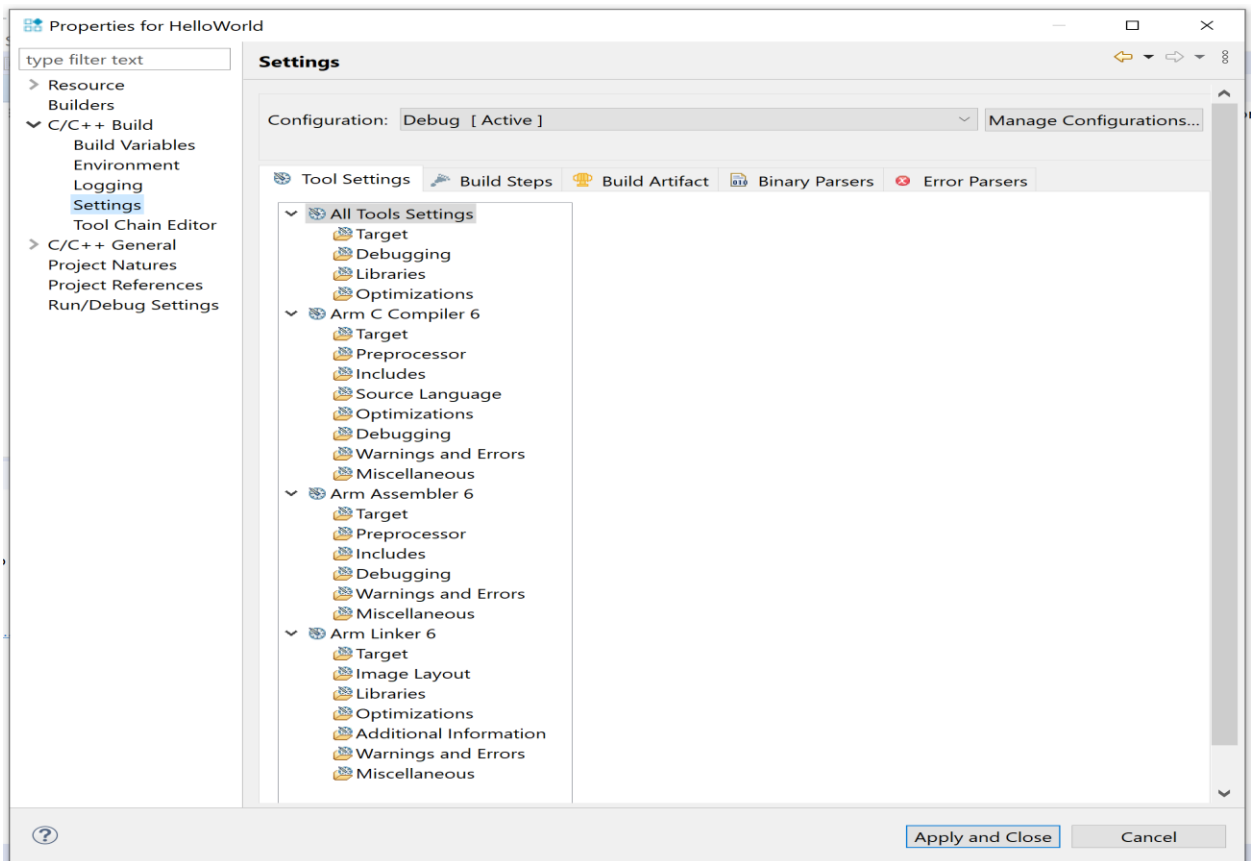 Properties for HelloWorld
type filter text
Resource
Builders
C/C++ Build
Build Variables
Environment
Logging
Settings
Tool Chain Editor
C/C++ General
Project Natures
Project References
Run/Debug Settings
Settings
Configuration: Debug [ Active ] Manage Configurations...
Tool Settings Build Steps Build Artifact Binary Parsers Error Parsers
All Tools Settings
Target
Debugging
Libraries
Optimizations
Arm C Compiler 6
Target
Preprocessor
Includes
Source Language
Optimizations
Debugging
Warnings and Errors
Miscellaneous
Arm Assembler 6
Target
Preprocessor
Includes
Debugging
Warnings and Errors
Miscellaneous
Arm Linker 6
Target
Image Layout
Libraries
Optimizations
Additional Information
Warnings and Errors
Miscellaneous
Apply and Close Cancel